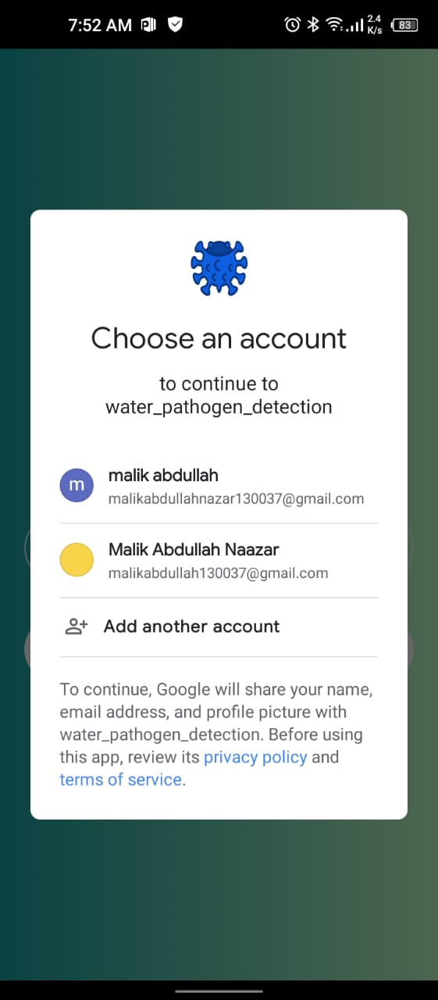 7:52 AM
2.4
K/s
83
Choose an account
to continue to
water_pathogen_detection
m
malik abdullah
malikabdullahnazar130037@gmail.com
Malik Abdullah Naazar
malikabdullah130037@gmail.com
Add another account
To continue, Google will share your name,
email address, and profile picture with
water_pathogen_detection. Before using
this app, review its privacy policy and
terms of service.